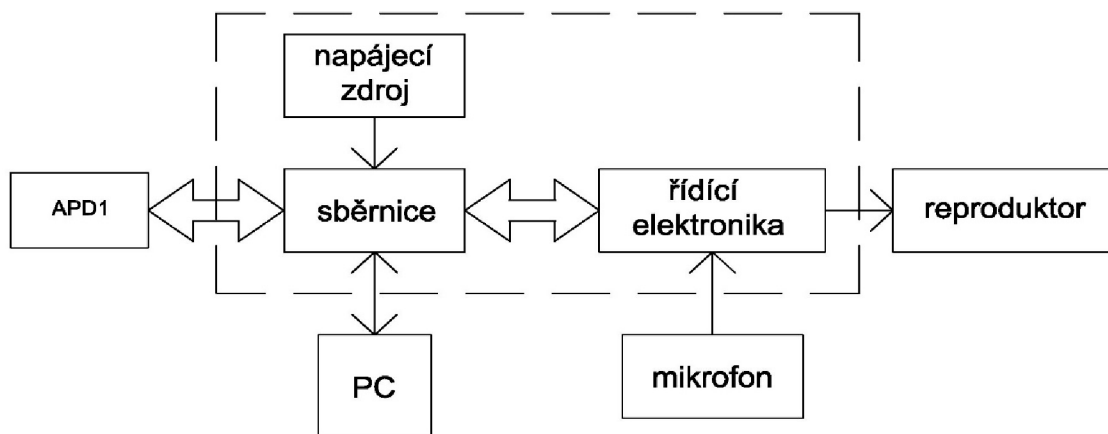 napájecí
zdroj
APD1
sběrnice
řídící
elektronika
reproduktor
PC
mikrofon